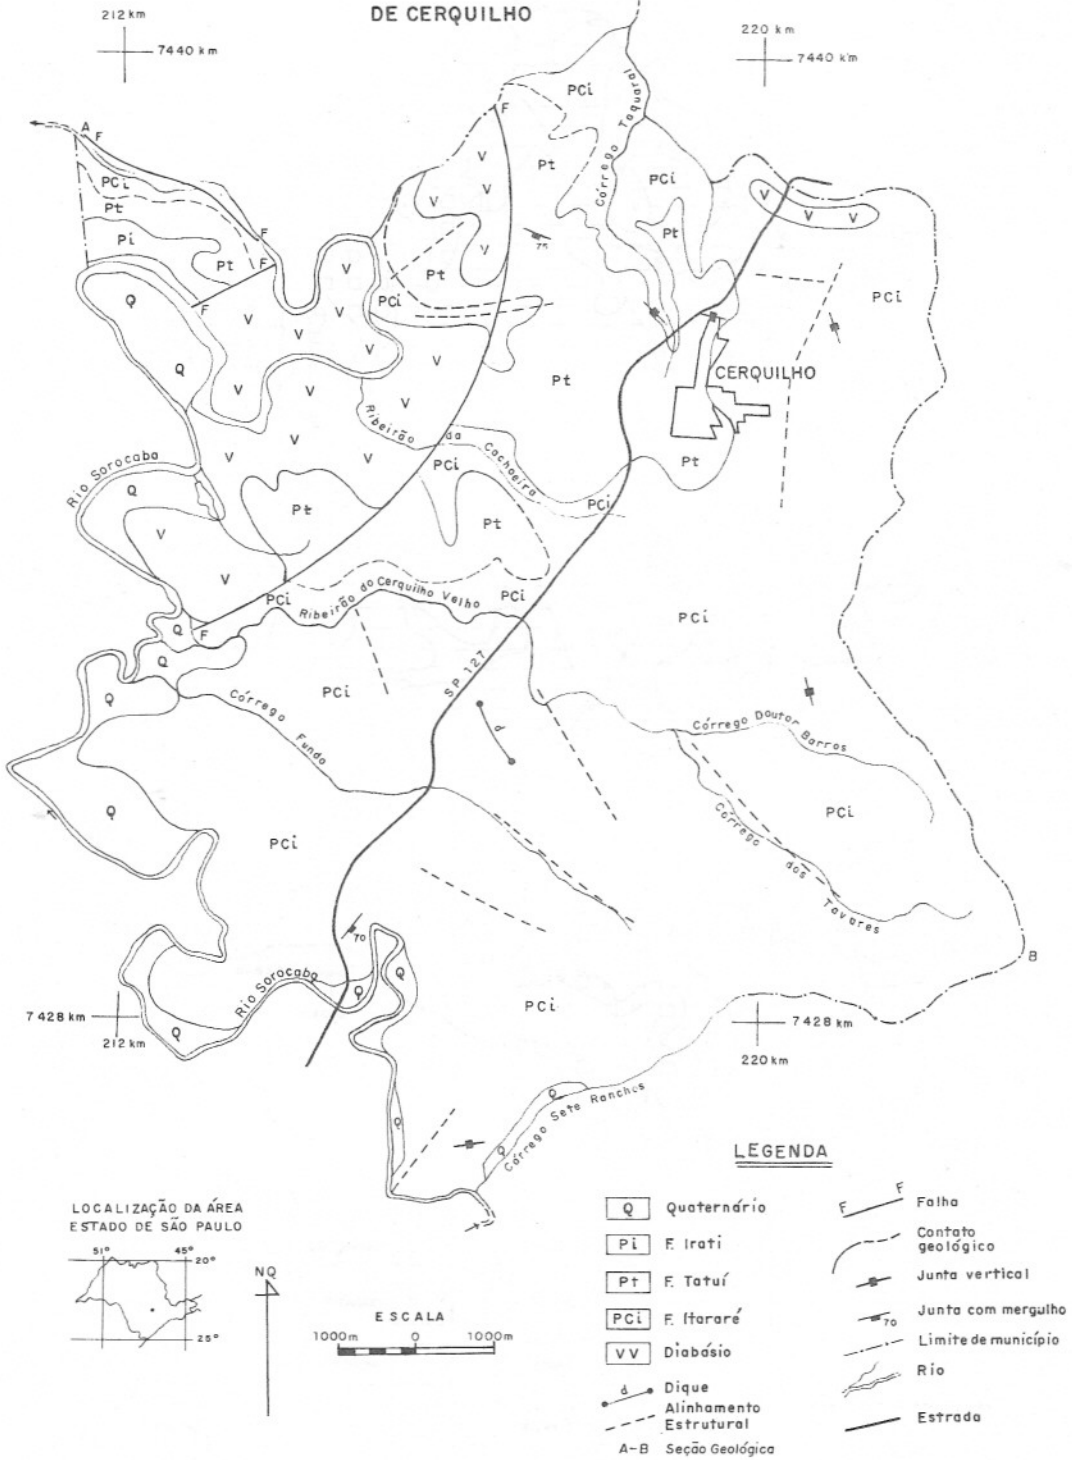 DE CERQUILHO
212 km
7440 km
220 km
7440 km
A
F
F
F
F
F
F
PCi
Pt
Pi
Pt
Q
Q
V
V
V
V
V
V
V
V
V
V
V
PCi
Pt
V
V
V
V
Pt
75
Córrego Taquaral
PCi
PCi
Pt
V
V
V
PCi
PCi
CERQUILHO
Pt
Pt
V
V
Ribeirão da Cachoeira
PCi
PCi
Pt
Pt
Rio Sorocaba
Q
V
V
Q
Q
Q
Q
PCi
Ribeirão do Cerquilho Velho
PCi
PCi
PCi
SP 127
d
Córrego Fundo
Córrego Doutor Barros
PCi
Córrego dos Tavares
B
PCi
70
Rio Sorocaba
Q
Q
Q
PCi
7428 km
212 km
7428 km
220 km
Q
Q
Q
Córrego Sete Ranchos
LOCALIZAÇÃO DA ÁREA
ESTADO DE SÃO PAULO
51° 45°
20°
25°
NQ
ESCALA
1000m 0 1000m
LEGENDA
Q Quaternário
Pi F. Irati
Pt F. Tatuí
PCi F. Itararé
VV Diabásio
d Dique
Alinhamento
Estrutural
A-B Seção Geológica
F F Falha
Contato
geológico
Junta vertical
70 Junta com mergulho
Limite de município
Rio
Estrada